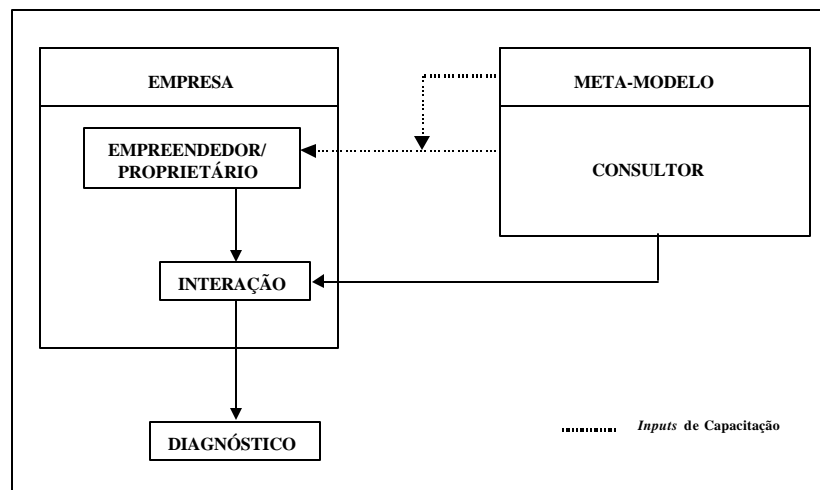 EMPRESA
META-MODELO
EMPREENDEDOR/
PROPRIETÁRIO
CONSULTOR
INTERAÇÃO
DIAGNÓSTICO
Inputs de Capacitação